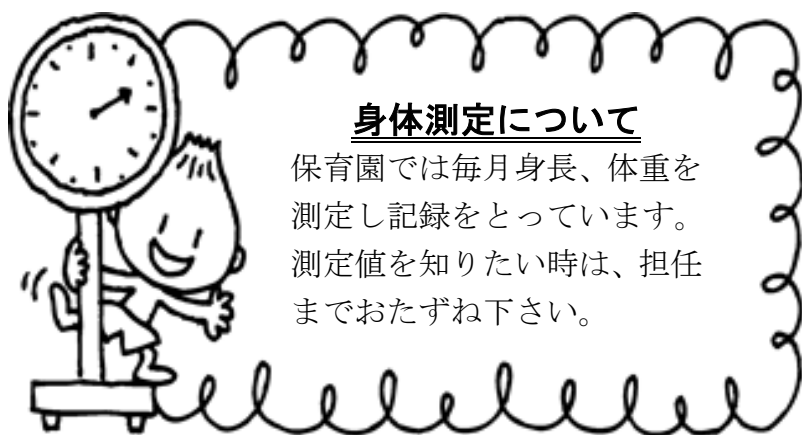 身体測定について
保育園では毎月身長、体重を
測定し記録をとっています。
測定値を知りたい時は、担任
までおたずね下さい。